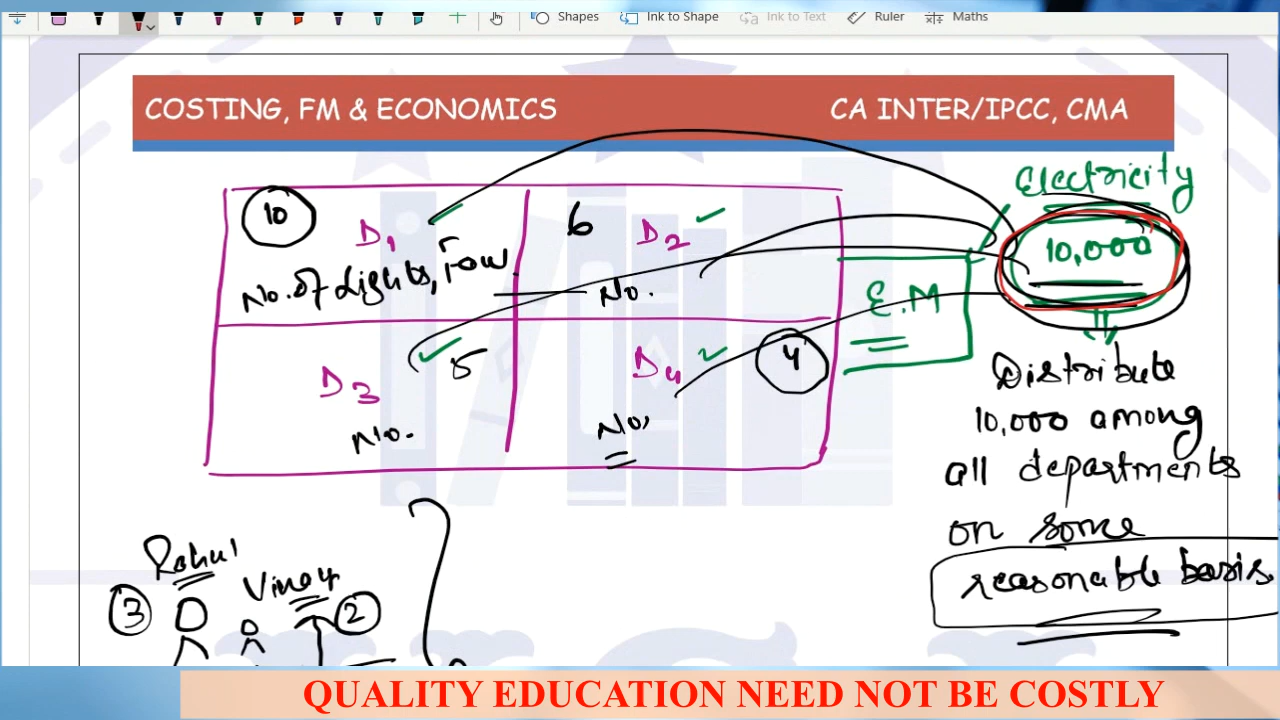 Shapes Ink to Shape Ink to Text Ruler Maths
COSTING, FM & ECONOMICS CA INTER/IPCC, CMA
Electricity
10,000
10 D1
6 D2
No. of Lights, Fow.
No.
E.M
D3 5
D4 4
No.
No.
Distribute
10,000 among
all departments
on some
reasonable basis
Rahul
Vinay
3
2
QUALITY EDUCATION NEED NOT BE COSTLY